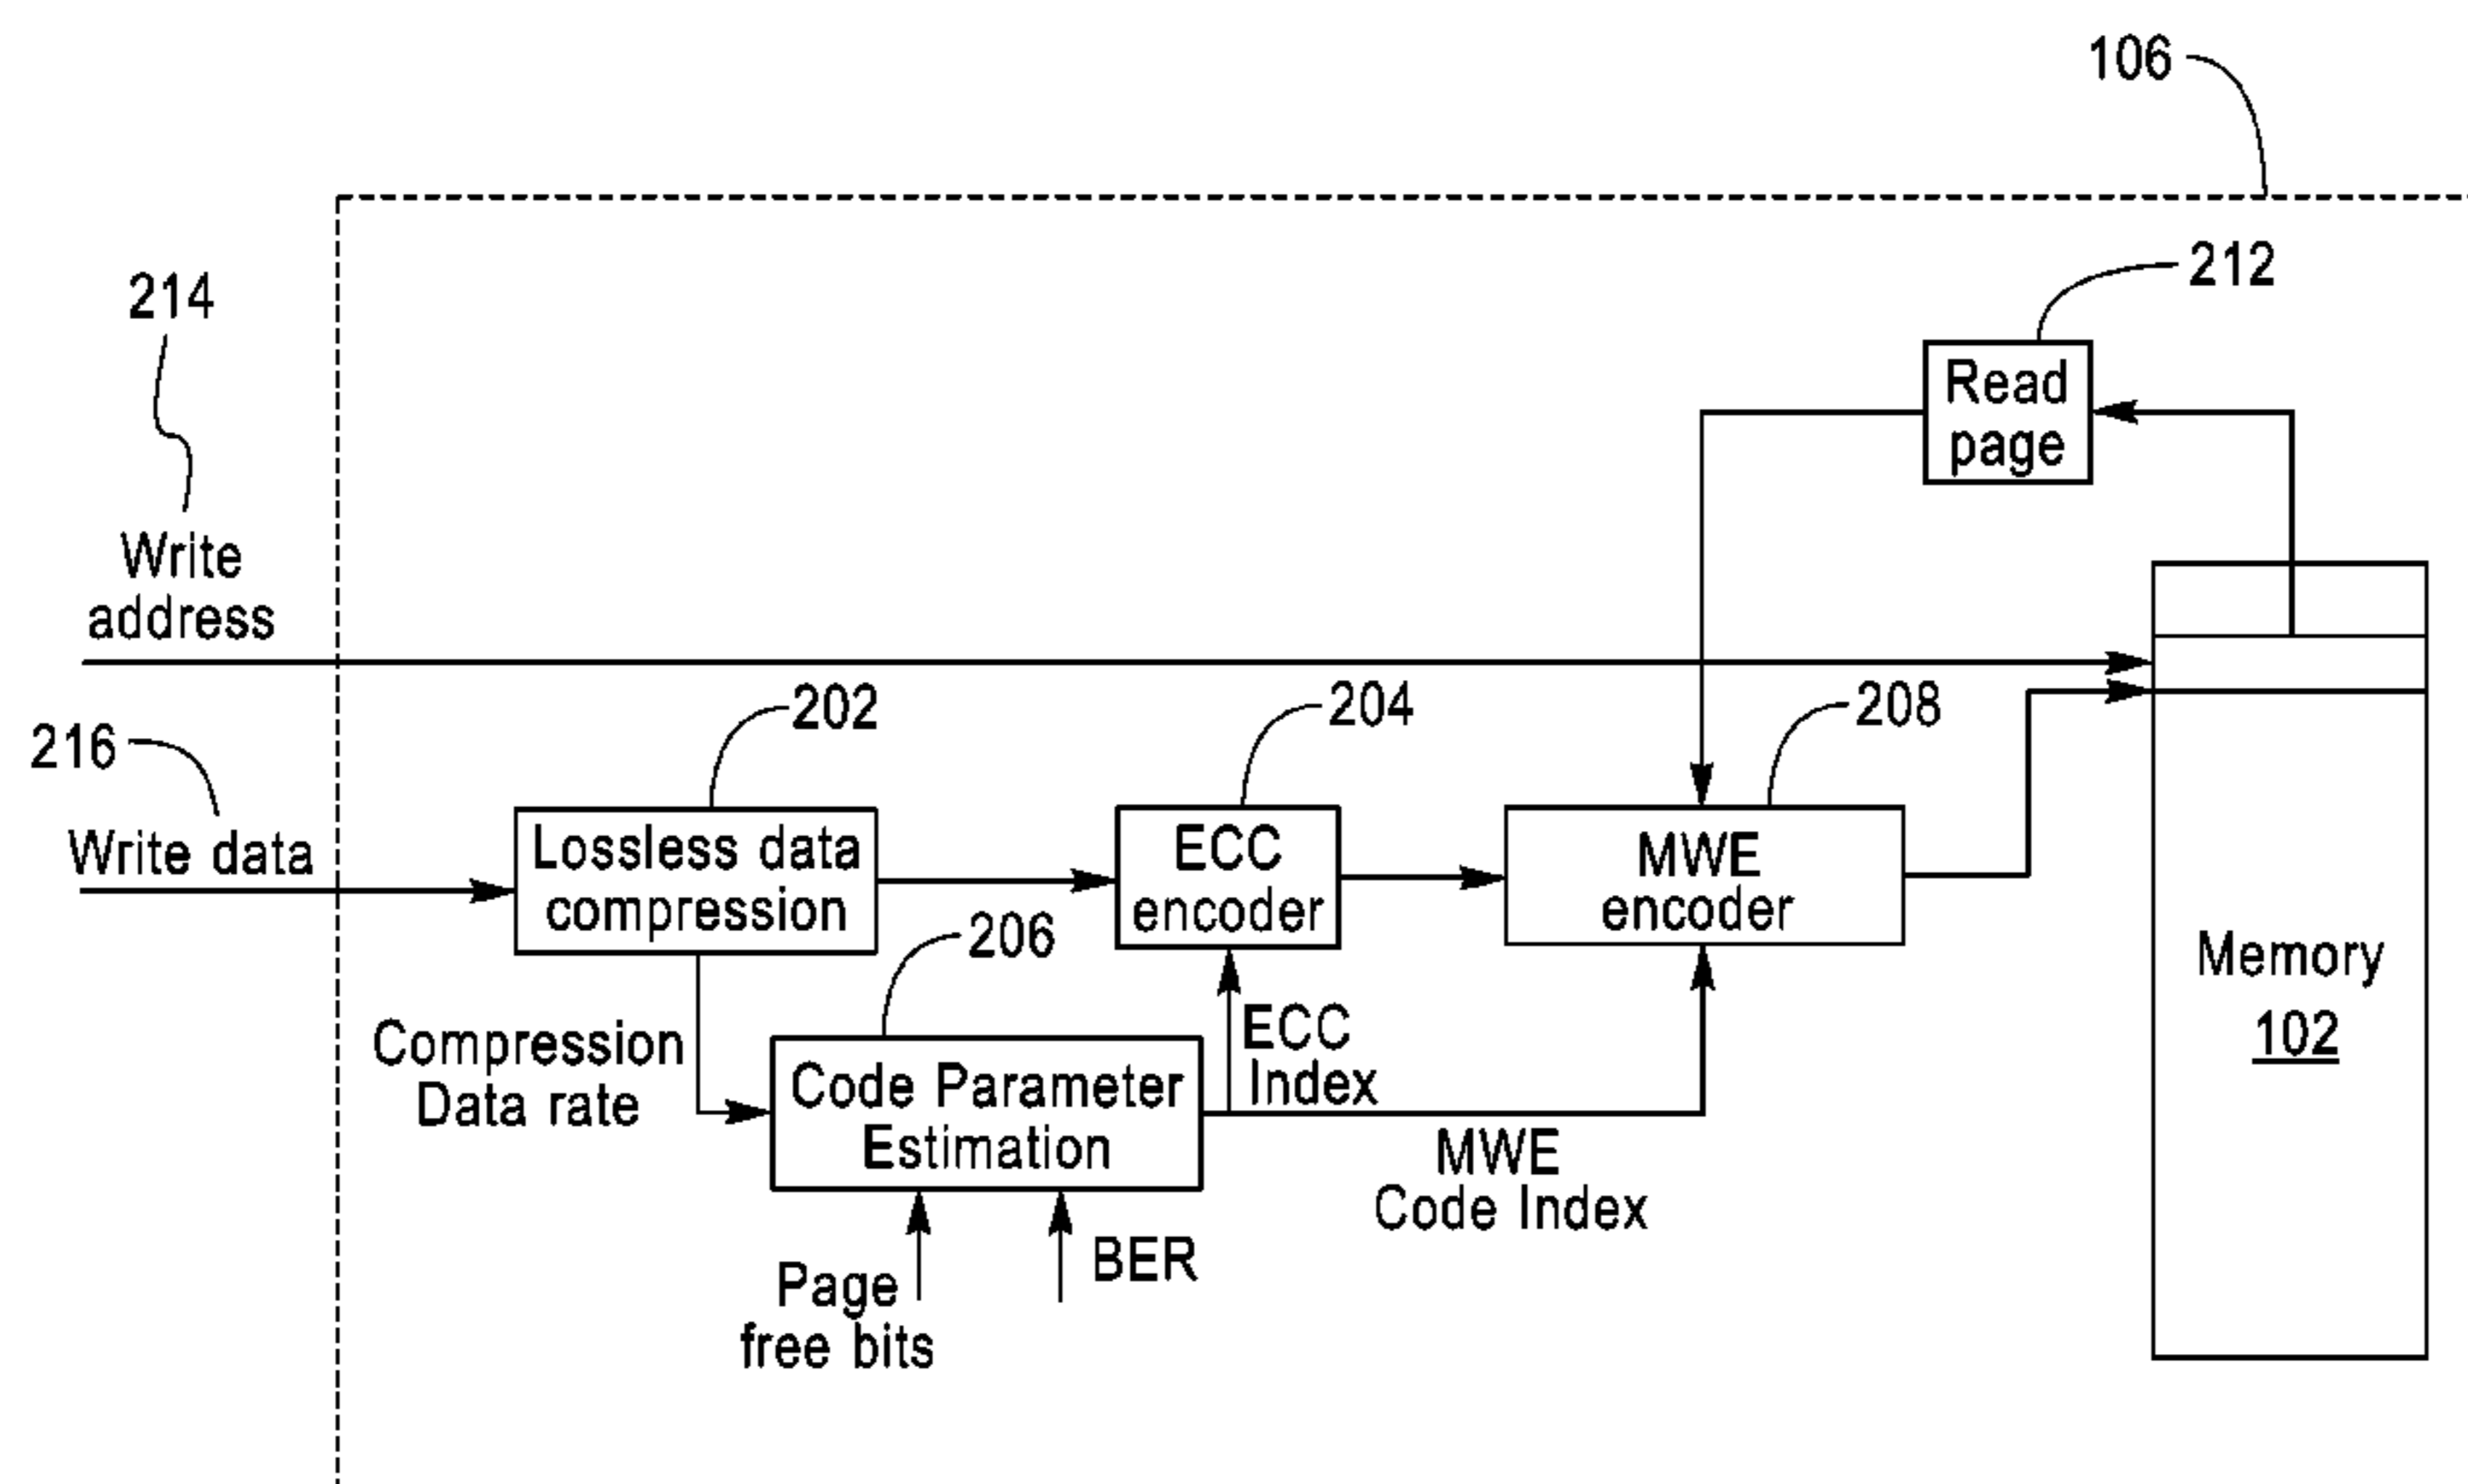 106
212
214
Read
page
Write
address
202
204
208
216
Write data
Lossless data
compression
ECC
encoder
MWE
encoder
206
Memory
102
Compression
Data rate
Code Parameter
Estimation
ECC
Index
MWE
Code Index
Page
free bits
BER